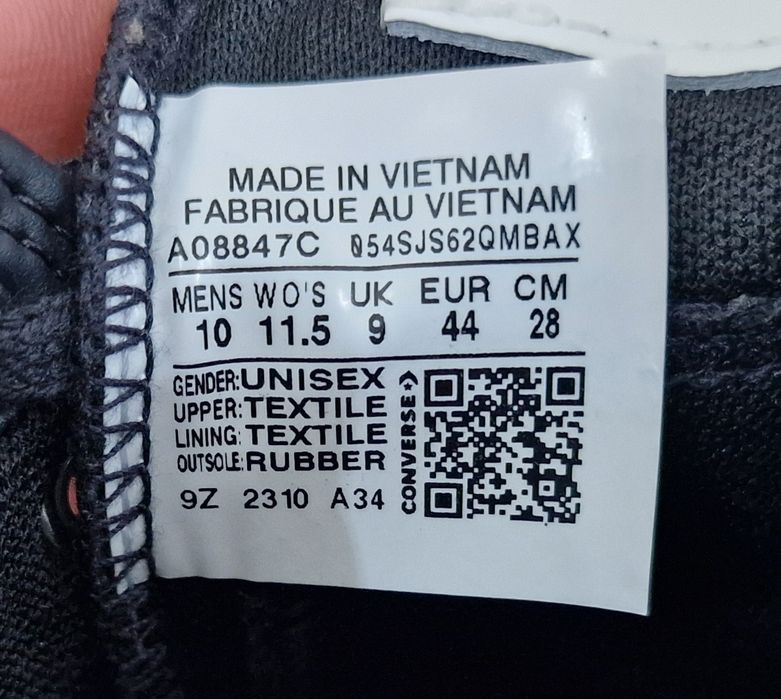 MADE IN VIETNAM
FABRIQUE AU VIETNAM
A08847C 054SJS62QMBAX
MENS WO'S UK EUR CM
10 11.5 9 44 28
GENDER:UNISEX
UPPER:TEXTILE
LINING:TEXTILE
OUTSOLE:RUBBER
9Z 2310 A34
CONVERSE